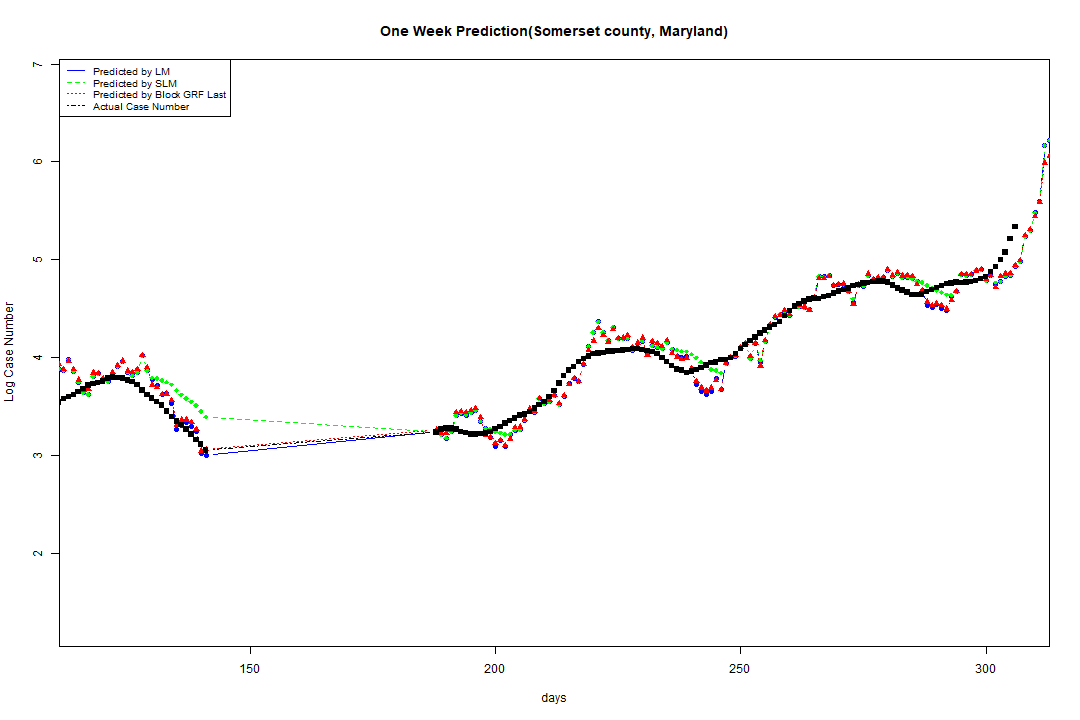 One Week Prediction(Somerset county, Maryland)
7
6
5
4
3
2
Log Case Number
Predicted by LM
Predicted by SLM
Predicted by Block GRF Last
Actual Case Number
150
200
250
300
days